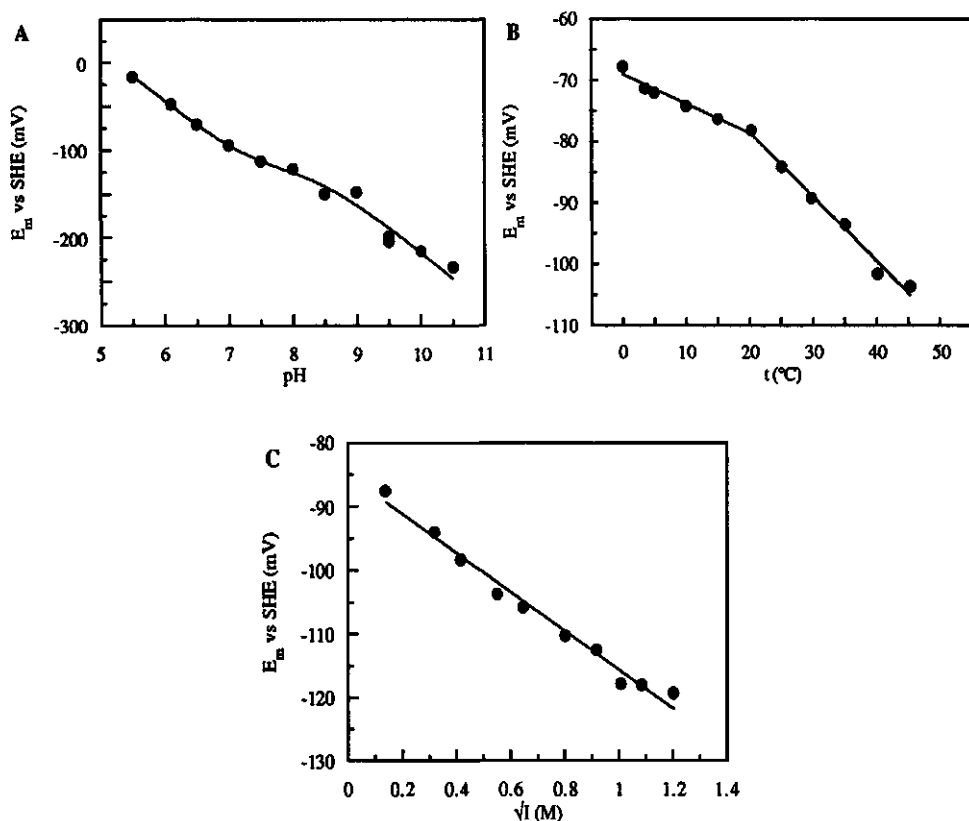 A
E_m vs SHE (mV)
0
-100
-200
-300
5 6 7 8 9 10 11
pH
B
E_m vs SHE (mV)
-60
-70
-80
-90
-100
-110
0 10 20 30 40 50
t (°C)
C
E_m vs SHE (mV)
-80
-90
-100
-110
-120
-130
0 0.2 0.4 0.6 0.8 1 1.2 1.4
√I (M)